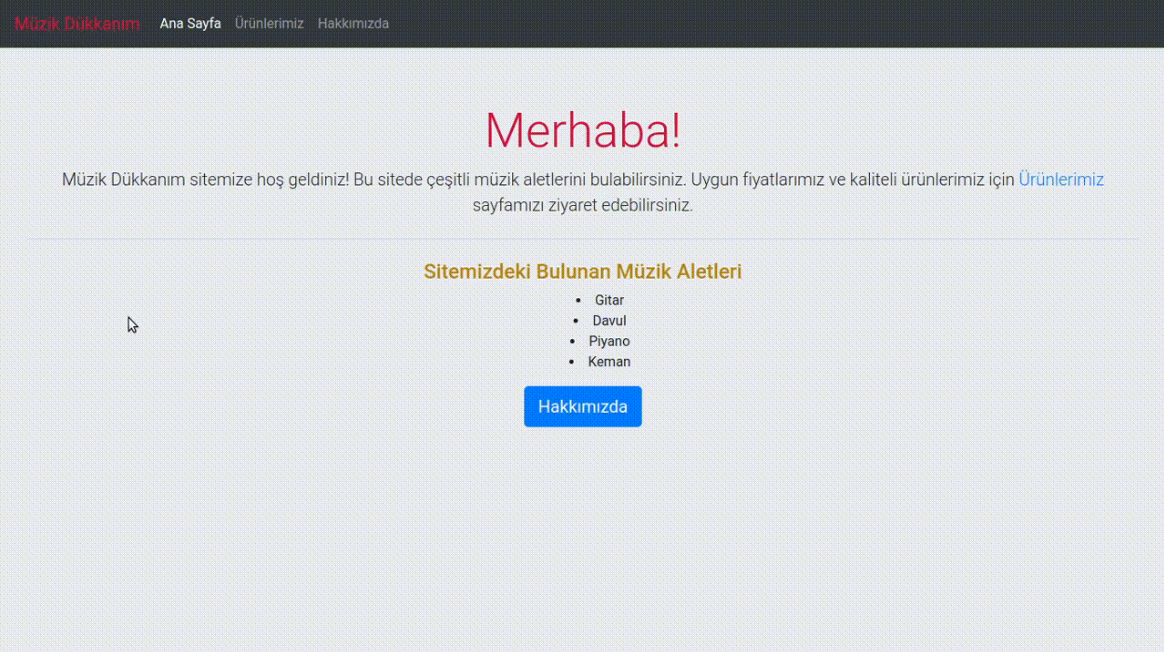 Müzik Dükkanım Ana Sayfa Ürünlerimiz Hakkımızda
Merhaba!
Müzik Dükkanım sitemize hoş geldiniz! Bu sitede çeşitli müzik aletlerini bulabilirsiniz. Uygun fiyatlarımız ve kaliteli ürünlerimiz için Ürünlerimiz
sayfamızı ziyaret edebilirsiniz.
Sitemizdeki Bulunan Müzik Aletleri
• Gitar
• Davul
• Piyano
• Keman
Hakkımızda